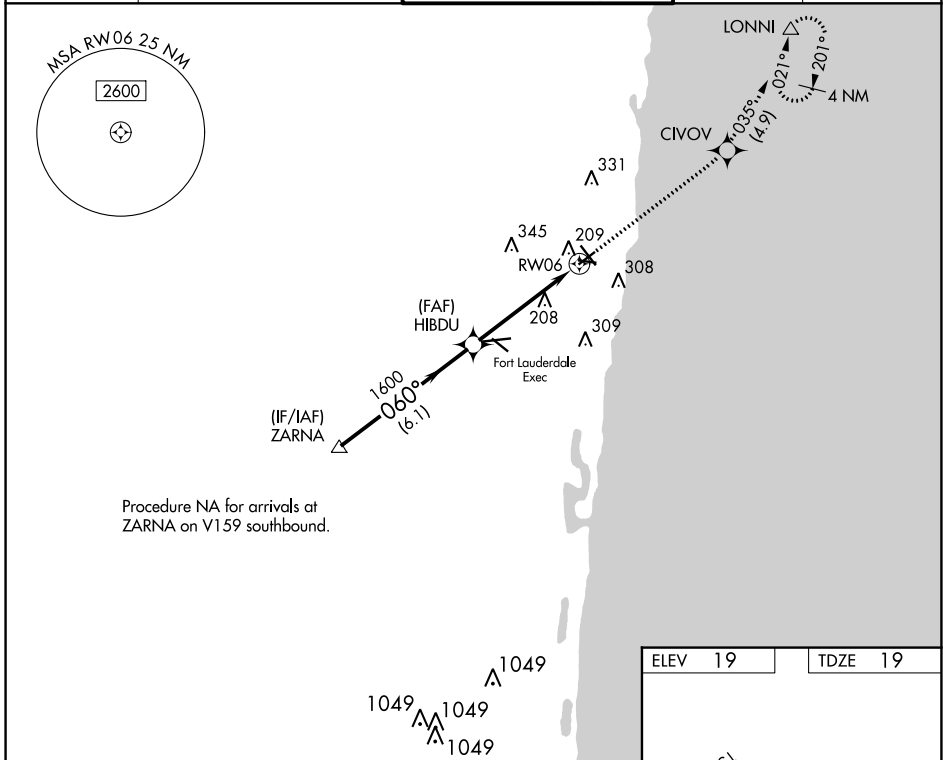 MSA RW06 25 NM
2600
LONNI
021°
201°
4 NM
035°
(4.9)
CIVOV
331
345
209
RW06
308
(FAF)
HIBDU
208
309
Fort Lauderdale
Exec
1600
060°
(6.1)
(IF/IAF)
ZARNA
Procedure NA for arrivals at
ZARNA on V159 southbound.
1049
1049
1049
1049
ELEV 19
TDZE 19